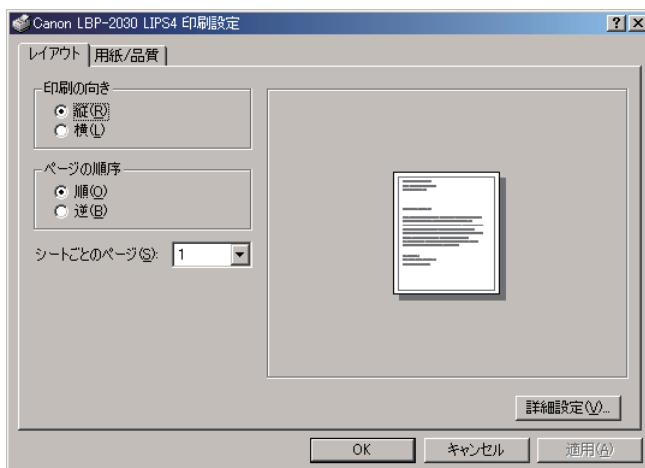 Canon LBP-2030 LIPS4 印刷設定
レイアウト 用紙/品質
印刷の向き
縦(R)
横(L)
ページの順序
順(O)
逆(B)
シートごとのページ(S): 1
詳細設定(V)...
OK キャンセル 適用(A)